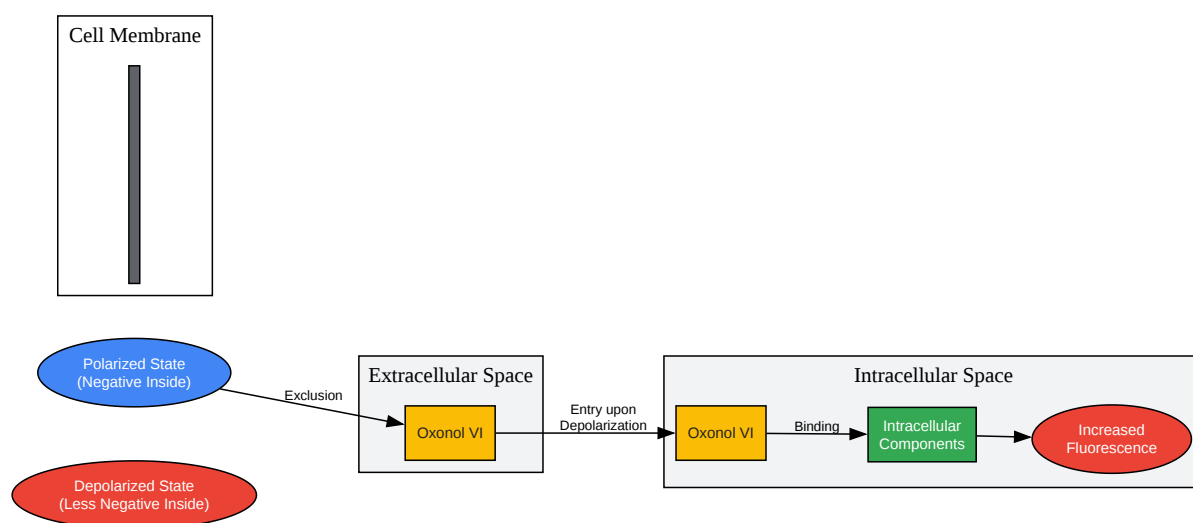 Cell Membrane
Polarized State
(Negative Inside)
Exclusion
Extracellular Space
Oxonol VI
Entry upon
Depolarization
Intracellular Space
Oxonol VI
Binding
Intracellular
Components
Increased
Fluorescence
Depolarized State
(Less Negative Inside)